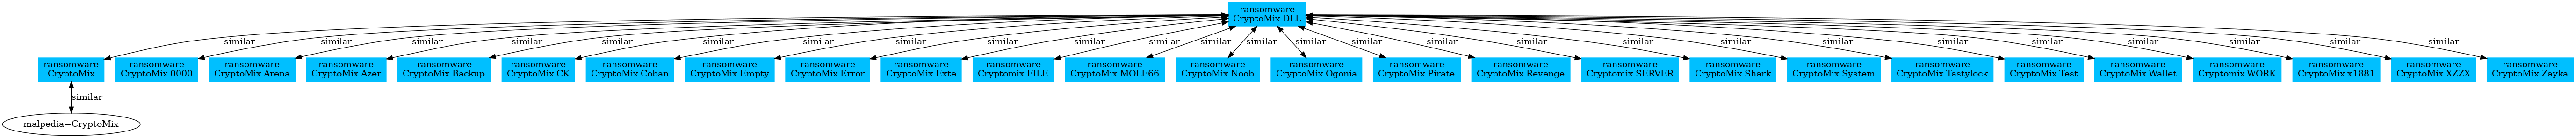 ransomware
CryptoMix-DLL
similar similar similar similar similar similar similar similar similar similar similar similar similar similar similar similar similar similar similar similar similar similar similar similar similar similar
ransomware
CryptoMix
ransomware
CryptoMix-0000
ransomware
CryptoMix-Arena
ransomware
CryptoMix-Azer
ransomware
CryptoMix-Backup
ransomware
CryptoMix-CK
ransomware
CryptoMix-Coban
ransomware
CryptoMix-Empty
ransomware
CryptoMix-Error
ransomware
CryptoMix-Exte
ransomware
Cryptomix-FILE
ransomware
CryptoMix-MOLE66
ransomware
CryptoMix-Noob
ransomware
CryptoMix-Ogonia
ransomware
CryptoMix-Pirate
ransomware
CryptoMix-Revenge
ransomware
Cryptomix-SERVER
ransomware
CryptoMix-Shark
ransomware
CryptoMix-System
ransomware
CryptoMix-Tastylock
ransomware
CryptoMix-Test
ransomware
CryptoMix-Wallet
ransomware
Cryptomix-WORK
ransomware
CryptoMix-x1881
ransomware
CryptoMix-XZZX
ransomware
CryptoMix-Zayka
similar
malpedia=CryptoMix